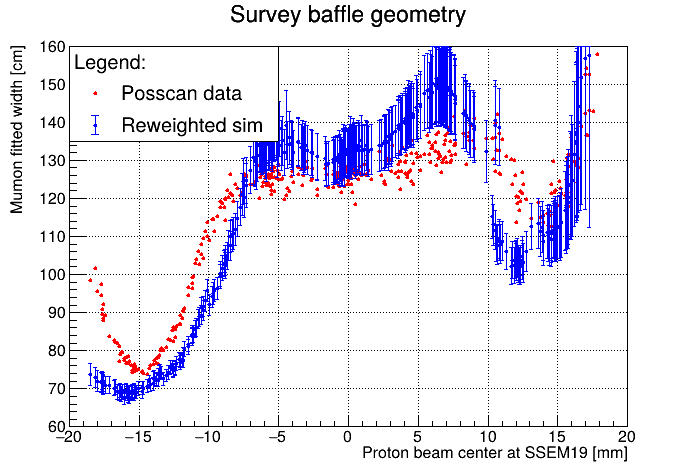 Survey baffle geometry
Mumon fitted width [cm]
160
150
140
130
120
110
100
90
80
70
60
Legend:
Posscan data
Reweighted sim
−20 −15 −10 −5 0 5 10 15 20
Proton beam center at SSEM19 [mm]